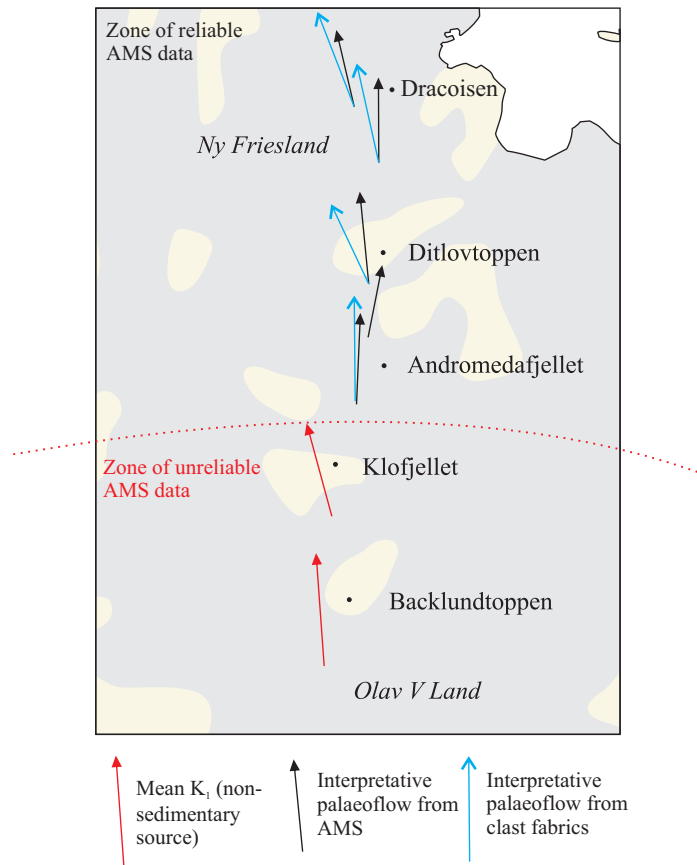 Zone of reliable
AMS data
Dracoisen
Ny Friesland
Ditlovtoppen
Andromedafjellet
Zone of unreliable
AMS data
Klofjellet
Backlundtoppen
Olav V Land
Mean K₁ (non-
sedimentary
source)
Interpretative
palaeoflow from
AMS
Interpretative
palaeoflow from
clast fabrics